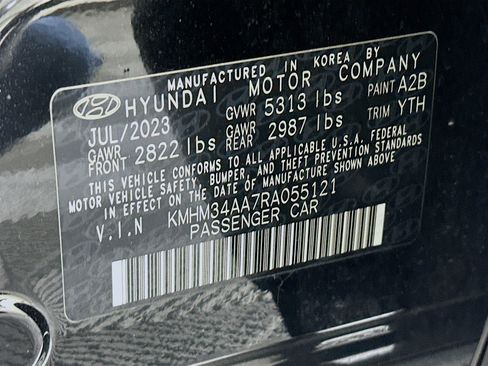 MANUFACTURED IN KOREA BY
HYUNDAI MOTOR COMPANY
JUL/2023 GVWR 5313 lbs PAINT A2B
GAWR FRONT 2822 lbs GAWR REAR 2987 lbs TRIM YTH
THIS VEHICLE CONFORMS TO ALL APPLICABLE U.S.A. FEDERAL
MOTOR VEHICLE SAFETY, BUMPER, AND THEFT PREVENTION STANDARDS
IN EFFECT ON THE DATE OF MANUFACTURE SHOWN ABOVE
V.I.N KMHM34AA7RA055121
PASSENGER CAR